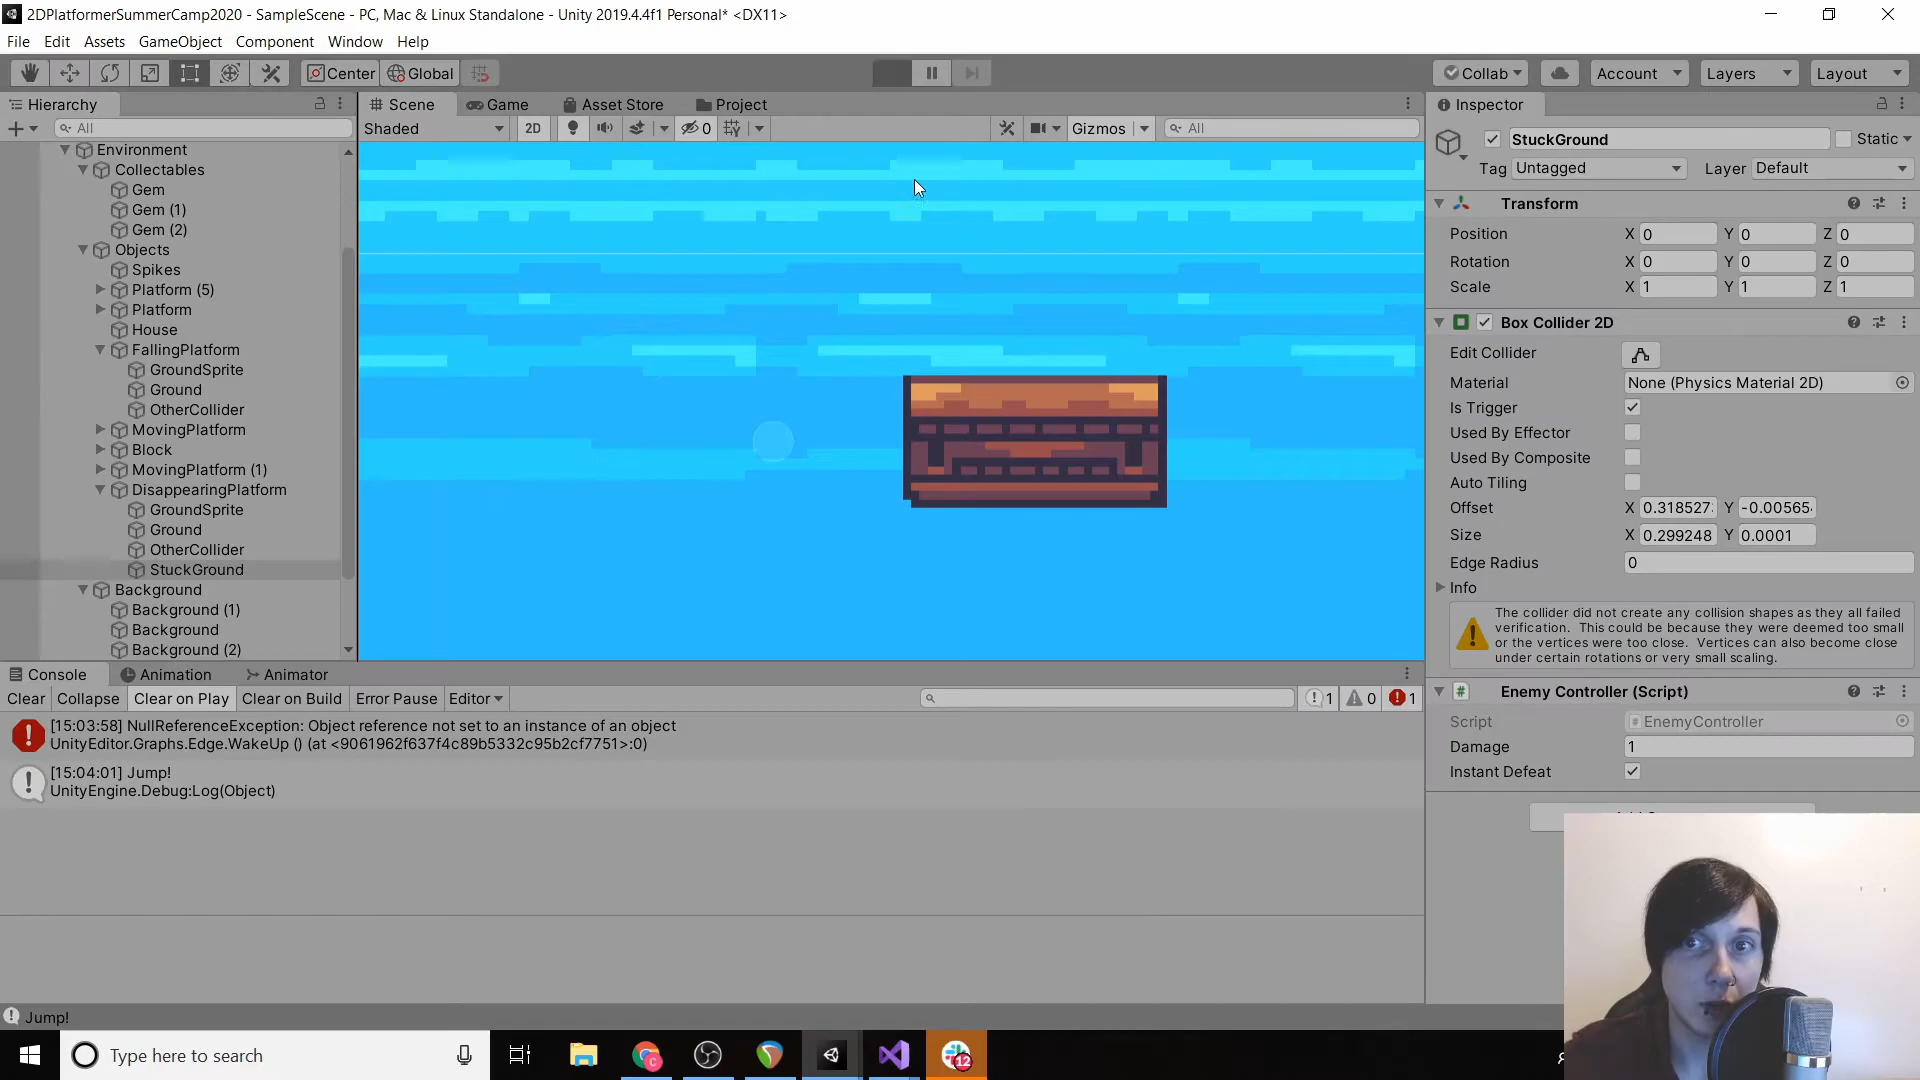 2DPlatformerSummerCamp2020 - SampleScene - PC, Mac & Linux Standalone - Unity 2019.4.4f1 Personal* <DX11>
File Edit Assets GameObject Component Window Help
Center Global
Collab Account Layers Layout
Hierarchy
All
Environment
Collectables
Gem
Gem (1)
Gem (2)
Objects
Spikes
Platform (5)
Platform
House
FallingPlatform
GroundSprite
Ground
OtherCollider
MovingPlatform
Block
MovingPlatform (1)
DisappearingPlatform
GroundSprite
Ground
OtherCollider
StuckGround
Background
Background (1)
Background
Background (2)
Scene Game Asset Store Project
Shaded 2D 0 Gizmos All
Inspector
StuckGround Static
Tag Untagged Layer Default
Transform
Position X 0 Y 0 Z 0
Rotation X 0 Y 0 Z 0
Scale X 1 Y 1 Z 1
Box Collider 2D
Edit Collider
Material None (Physics Material 2D)
Is Trigger
Used By Effector
Used By Composite
Auto Tiling
Offset X 0.318527 Y -0.00565
Size X 0.299248 Y 0.0001
Edge Radius 0
Info
The collider did not create any collision shapes as they all failed
verification. This could be because they were deemed too small
or the vertices were too close. Vertices can also become close
under certain rotations or very small scaling.
Enemy Controller (Script)
Script EnemyController
Damage 1
Instant Defeat
Console Animation Animator
Clear Collapse Clear on Play Clear on Build Error Pause Editor 1 0 1
[15:03:58] NullReferenceException: Object reference not set to an instance of an object
UnityEditor.Graphs.Edge.WakeUp () (at <9061962f637f4c89b5332c95b2cf7751>:0)
[15:04:01] Jump!
UnityEngine.Debug:Log(Object)
Jump!
Type here to search
12